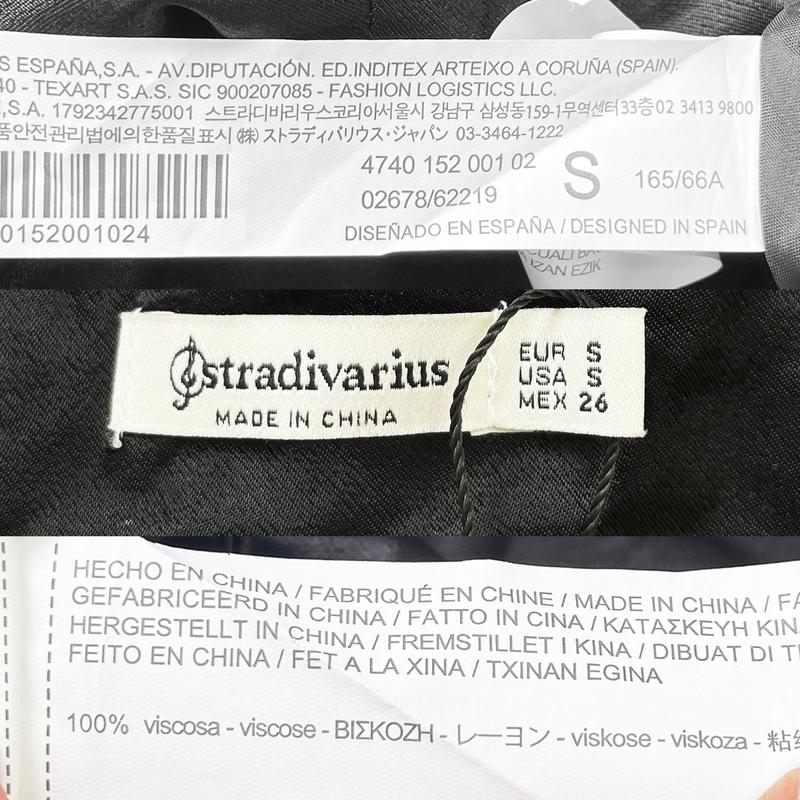 S ESPAÑA,S.A. - AV.DIPUTACIÓN. ED.INDITEX ARTEIXO A CORUÑA (SPAIN).
40 - TEXART S.A.S. SIC 900207085 - FASHION LOGISTICS LLC.
,S.A. 1792342775001 스트라디바리우스코리아서울시 강남구 삼성동159-1무역센터33층02 3413 9800
품안전관리법에의한품질표시 ㈱ ストラディバリウス・ジャパン 03-3464-1222
4740 152 001 02
02678/62219
S
165/66A
0152001024
DISEÑADO EN ESPAÑA / DESIGNED IN SPAIN
IZAN EZIK
stradivarius
MADE IN CHINA
EUR S
USA S
MEX 26
HECHO EN CHINA / FABRIQUÉ EN CHINE / MADE IN CHINA / FA
GEFABRICEERD IN CHINA / FATTO IN CINA / ΚΑΤΑΣΚΕΥΗ ΚΙΝ
HERGESTELLT IN CHINA / FREMSTILLET I KINA / DIBUAT DI T
FEITO EN CHINA / FET A LA XINA / TXINAN EGINA
100% viscosa - viscose - ΒΙΣΚΟΖΗ - レーヨン - viskose - viskoza - 粘